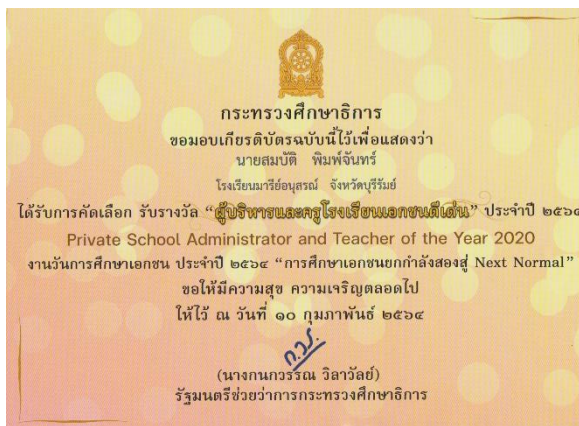 กระทรวงศึกษาธิการ
ขอมอบเกียรติบัตรฉบับนี้ไว้เพื่อแสดงว่า
นายสมบัติ พิมพ์จันทร์
โรงเรียนมารีย์อนุสรณ์ จังหวัดบุรีรัมย์
ได้รับการคัดเลือก รับรางวัล “ผู้บริหารและครูโรงเรียนเอกชนดีเด่น” ประจำปี ๒๕๖๔
Private School Administrator and Teacher of the Year 2020
งานวันการศึกษาเอกชน ประจำปี ๒๕๖๔ “การศึกษาเอกชนยกกำลังสองสู่ Next Normal”
ขอให้มีความสุข ความเจริญตลอดไป
ให้ไว้ ณ วันที่ ๑๐ กุมภาพันธ์ ๒๕๖๔
(นางกนกวรรณ วิลาวัลย์)
รัฐมนตรีช่วยว่าการกระทรวงศึกษาธิการ